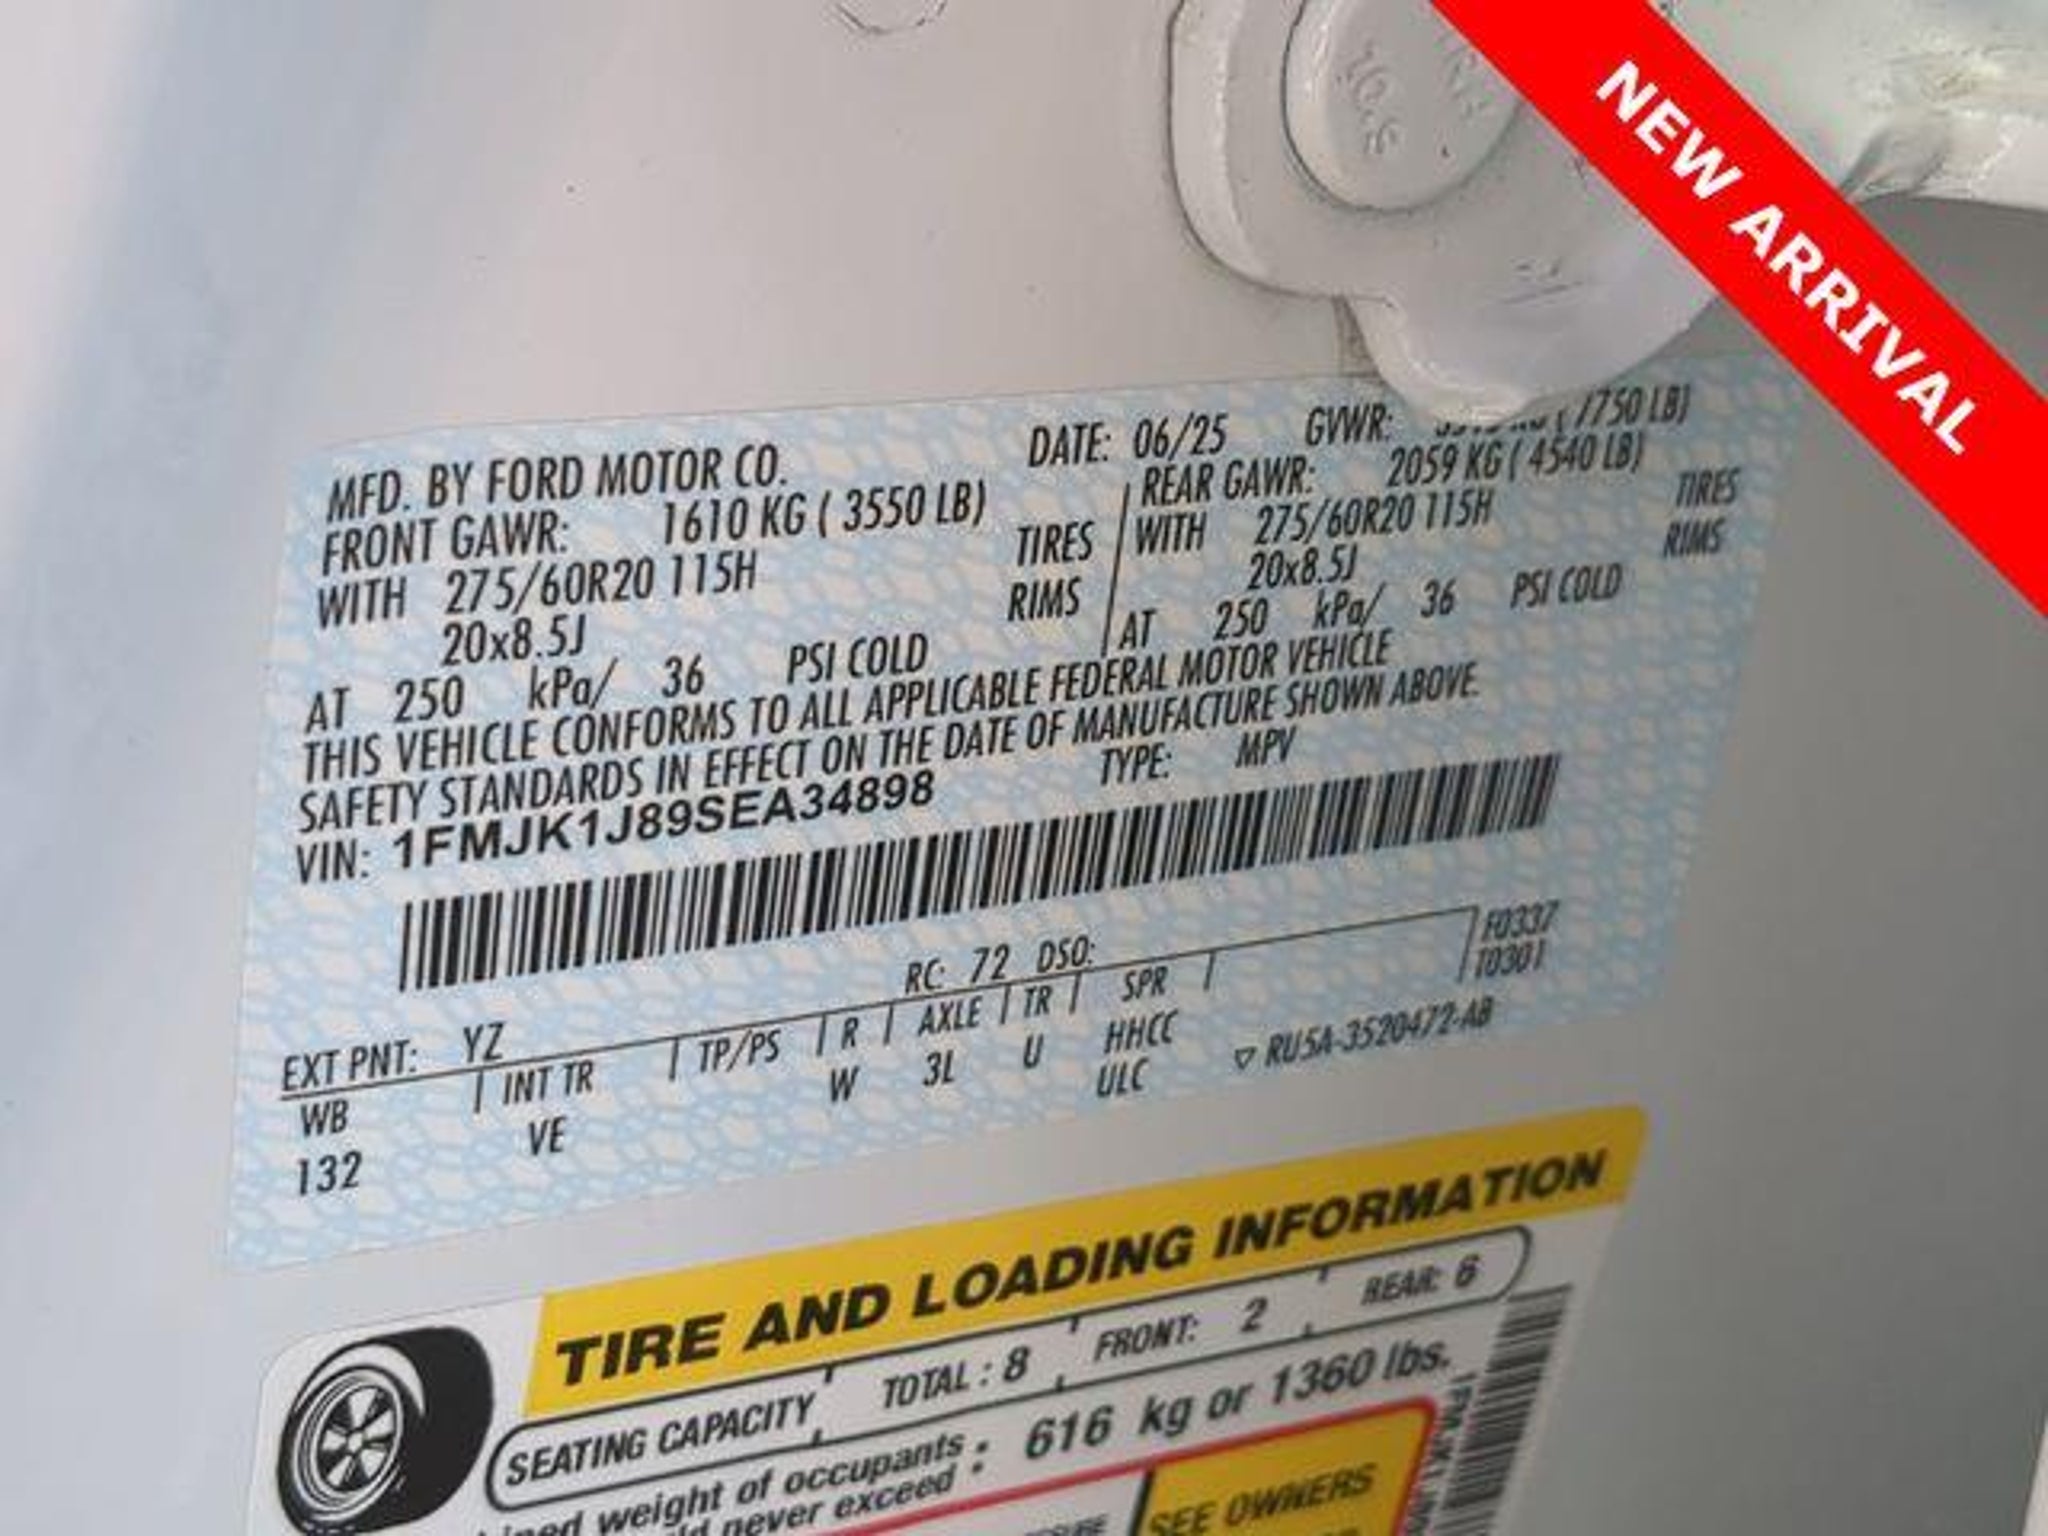 NEW ARRIVAL
MFD. BY FORD MOTOR CO. DATE: 06/25 GVWR: (7750 LB)
FRONT GAWR: 1610 KG ( 3550 LB) REAR GAWR: 2059 KG ( 4540 LB)
WITH 275/60R20 115H TIRES WITH 275/60R20 115H TIRES
20x8.5J RIMS 20x8.5J RIMS
AT 250 kPa/ 36 PSI COLD AT 250 kPa/ 36 PSI COLD
THIS VEHICLE CONFORMS TO ALL APPLICABLE FEDERAL MOTOR VEHICLE
SAFETY STANDARDS IN EFFECT ON THE DATE OF MANUFACTURE SHOWN ABOVE.
VIN: 1FMJK1J89SEA34898 TYPE: MPV
F0337
EXT PNT: YZ RC: 72 DSO: T0301
WB INT TR TP/PS R AXLE TR SPR
132 VE W 3L U HHCC
ULC ▽ RU5A-3520472-AB
TIRE AND LOADING INFORMATION
SEATING CAPACITY TOTAL : 8 FRONT: 2 REAR: 6
weight of occupants : 616 kg or 1360 lbs.
never exceed
SEE OWNERS